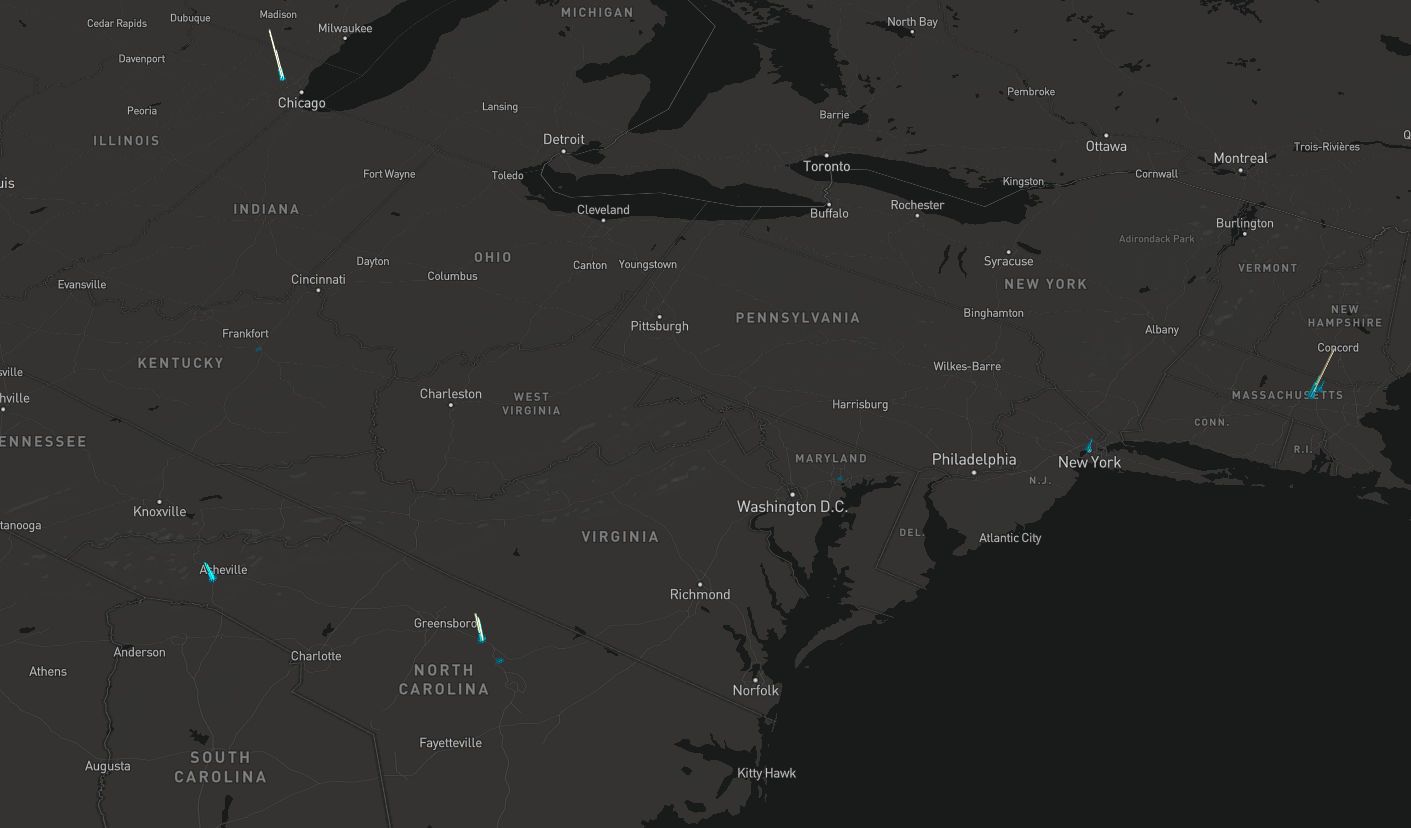 Cedar Rapids
Dubuque
Madison
MICHIGAN
North Bay
Milwaukee
Davenport
Pembroke
Chicago
Peoria
Lansing
Barrie
ILLINOIS
Detroit
Ottawa
Trois-Rivières
Q
Toronto
Montreal
uis
Fort Wayne
Toledo
Kingston
Cornwall
INDIANA
Cleveland
Buffalo
Rochester
Burlington
Adirondack Park
OHIO
Dayton
Canton
Youngstown
Syracuse
VERMONT
Cincinnati
Columbus
NEW YORK
Evansville
NEW
HAMPSHIRE
Binghamton
PENNSYLVANIA
Pittsburgh
Albany
Frankfort
Concord
KENTUCKY
Wilkes-Barre
sville
Charleston
WEST
VIRGINIA
Harrisburg
MASSACHUSETTS
hville
CONN.
ENNESSEE
R.I.
MARYLAND
Philadelphia
New York
N.J.
Knoxville
Washington D.C.
tanooga
VIRGINIA
DEL.
Atlantic City
Asheville
Richmond
Greensboro
Anderson
Charlotte
Athens
NORTH
CAROLINA
Norfolk
Fayetteville
SOUTH
CAROLINA
Augusta
Kitty Hawk